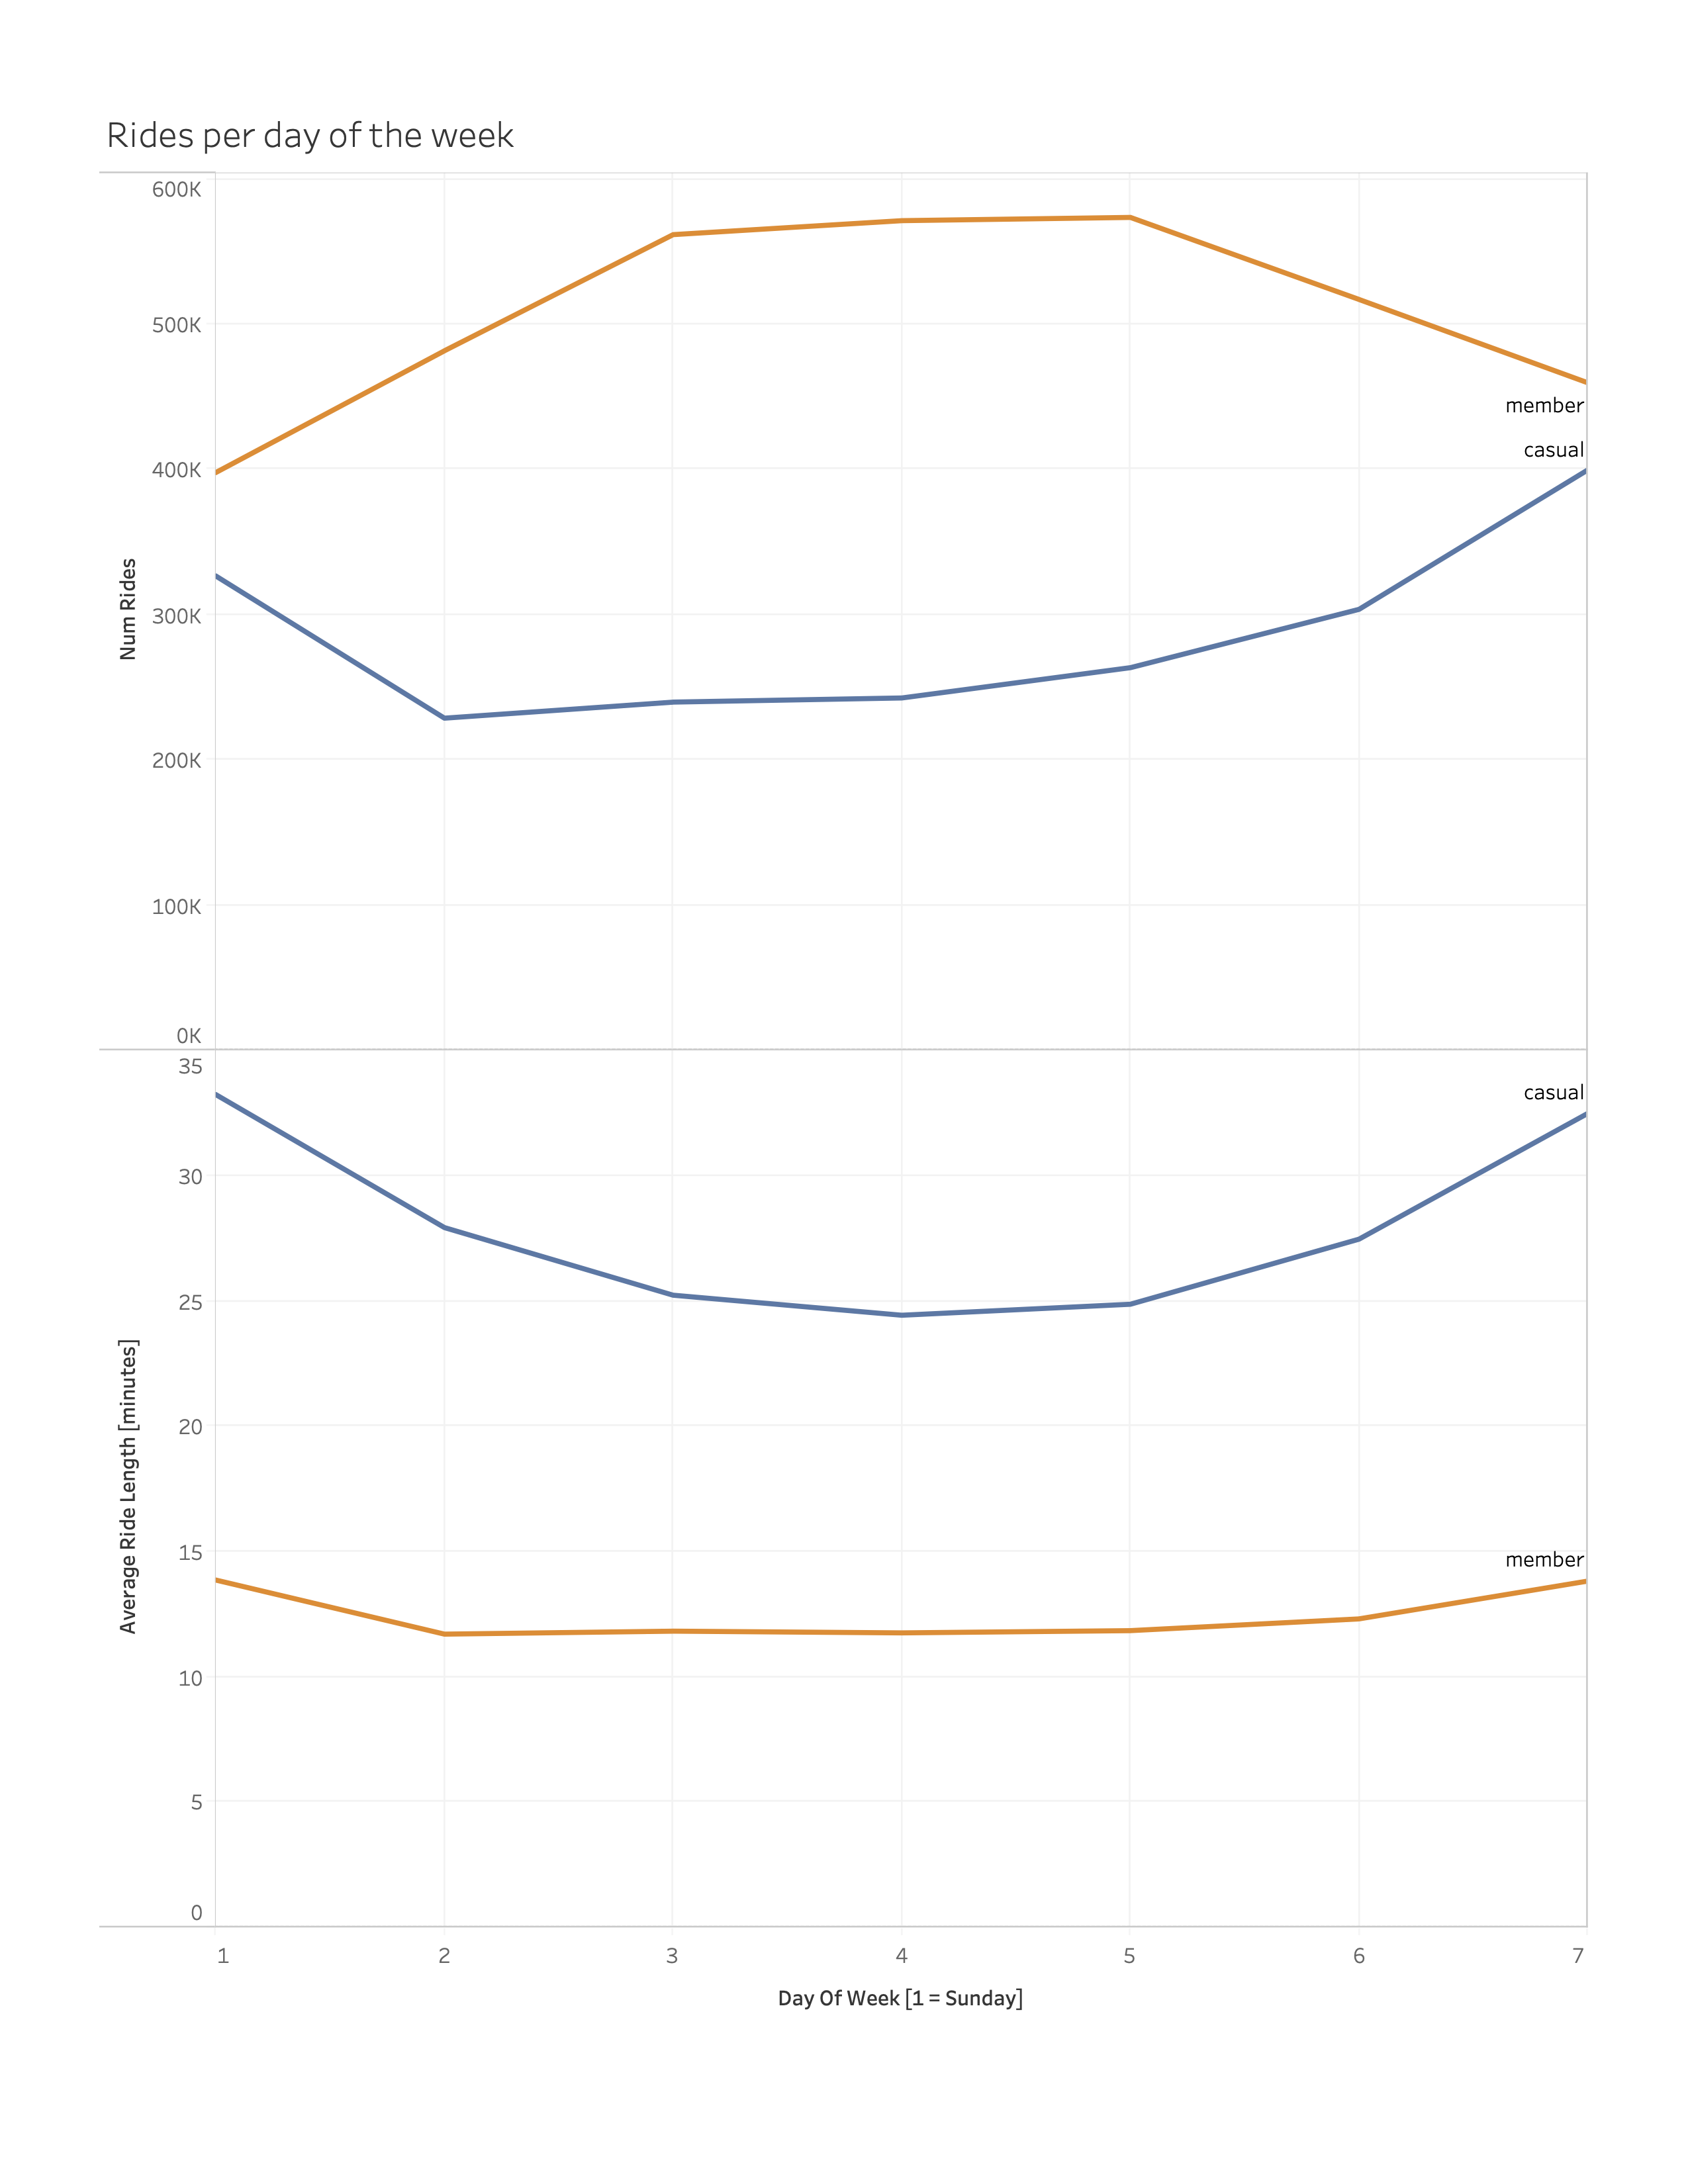 Rides per day of the week
600K
500K
member
casual
400K
Num Rides
300K
200K
100K
0K
35
casual
30
25
Average Ride Length [minutes]
20
15
member
10
5
0
1 2 3 4 5 6 7
Day Of Week [1 = Sunday]